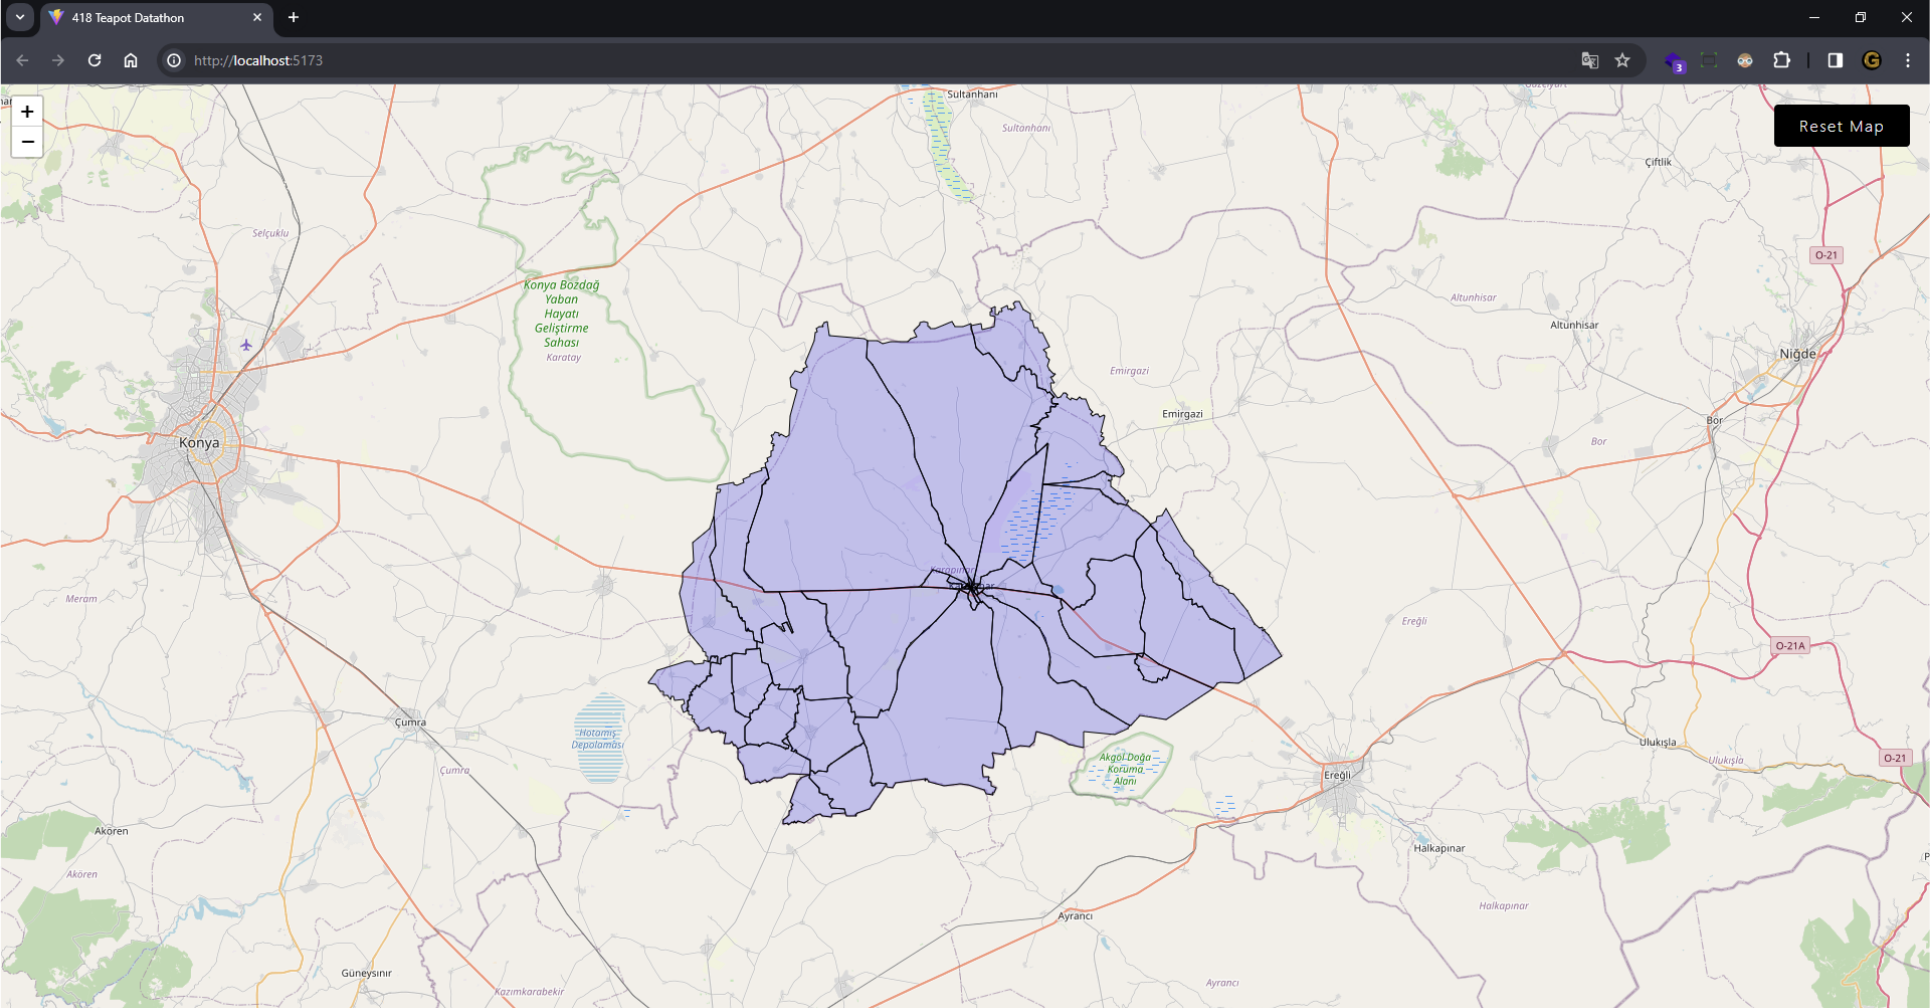 418 Teapot Datathon
http://localhost:5173
3
G
+
−
Reset Map
Sultanhanı
Sultanhanı
Çiftlik
Selçuklu
O-21
Konya Bozdağ
Yaban
Hayatı
Geliştirme
Sahası
Karatay
Altunhisar
Altunhisar
Niğde
Emirgazi
Emirgazi
Bor
Bor
Konya
Karapınar
Meram
Ereğli
O-21A
Çumra
Hotamış
Depolaması
Çumra
Akgöl Doğa
Koruma
Alanı
Ulukışla
Ulukışla
O-21
Ereğli
Akören
Halkapınar
Akören
Halkapınar
Ayrancı
Güneysınır
Ayrancı
Kazımkarabekir